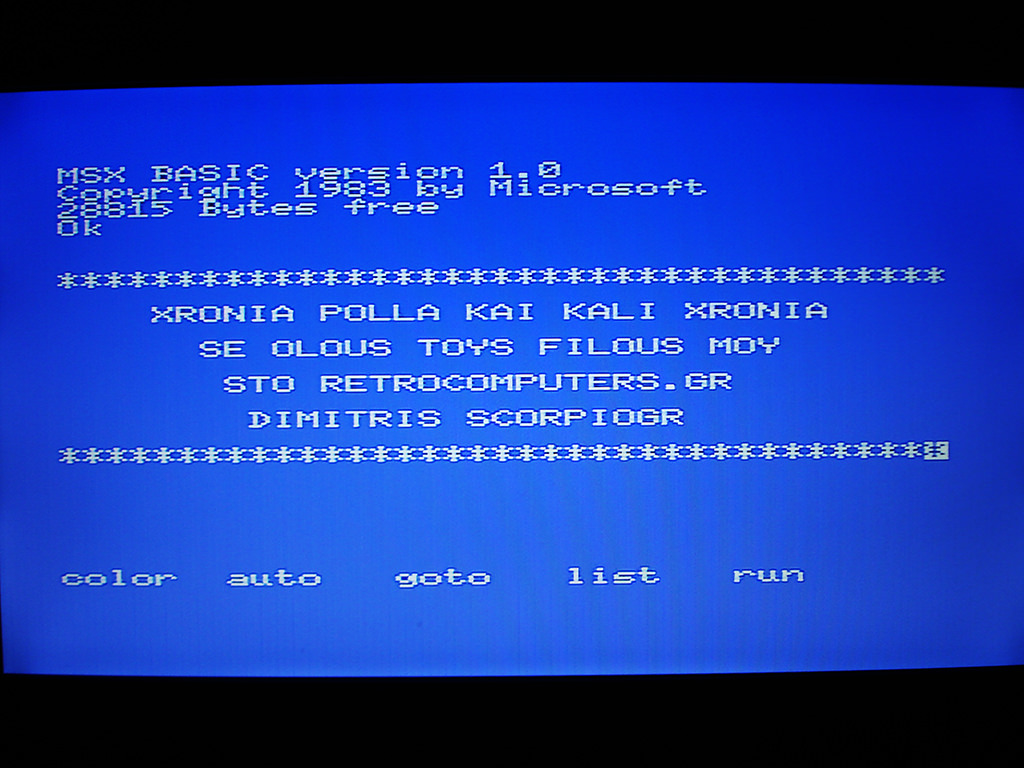 MSX BASIC version 1.0
Copyright 1983 by Microsoft
28815 Bytes free
Ok
*************************************
XRONIA POLLA KAI KALI XRONIA
SE OLOUS TOYS FILOUS MOY
STO RETROCOMPUTERS.GR
DIMITRIS SCORPIOGR
*************************************
color auto goto list run